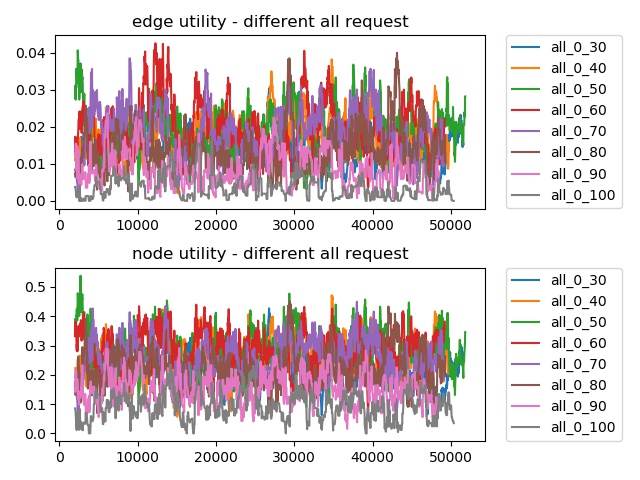 edge utility - different all request
0.04
0.03
0.02
0.01
0.00
0 10000 20000 30000 40000 50000
all_0_30
all_0_40
all_0_50
all_0_60
all_0_70
all_0_80
all_0_90
all_0_100
node utility - different all request
0.5
0.4
0.3
0.2
0.1
0.0
0 10000 20000 30000 40000 50000
all_0_30
all_0_40
all_0_50
all_0_60
all_0_70
all_0_80
all_0_90
all_0_100